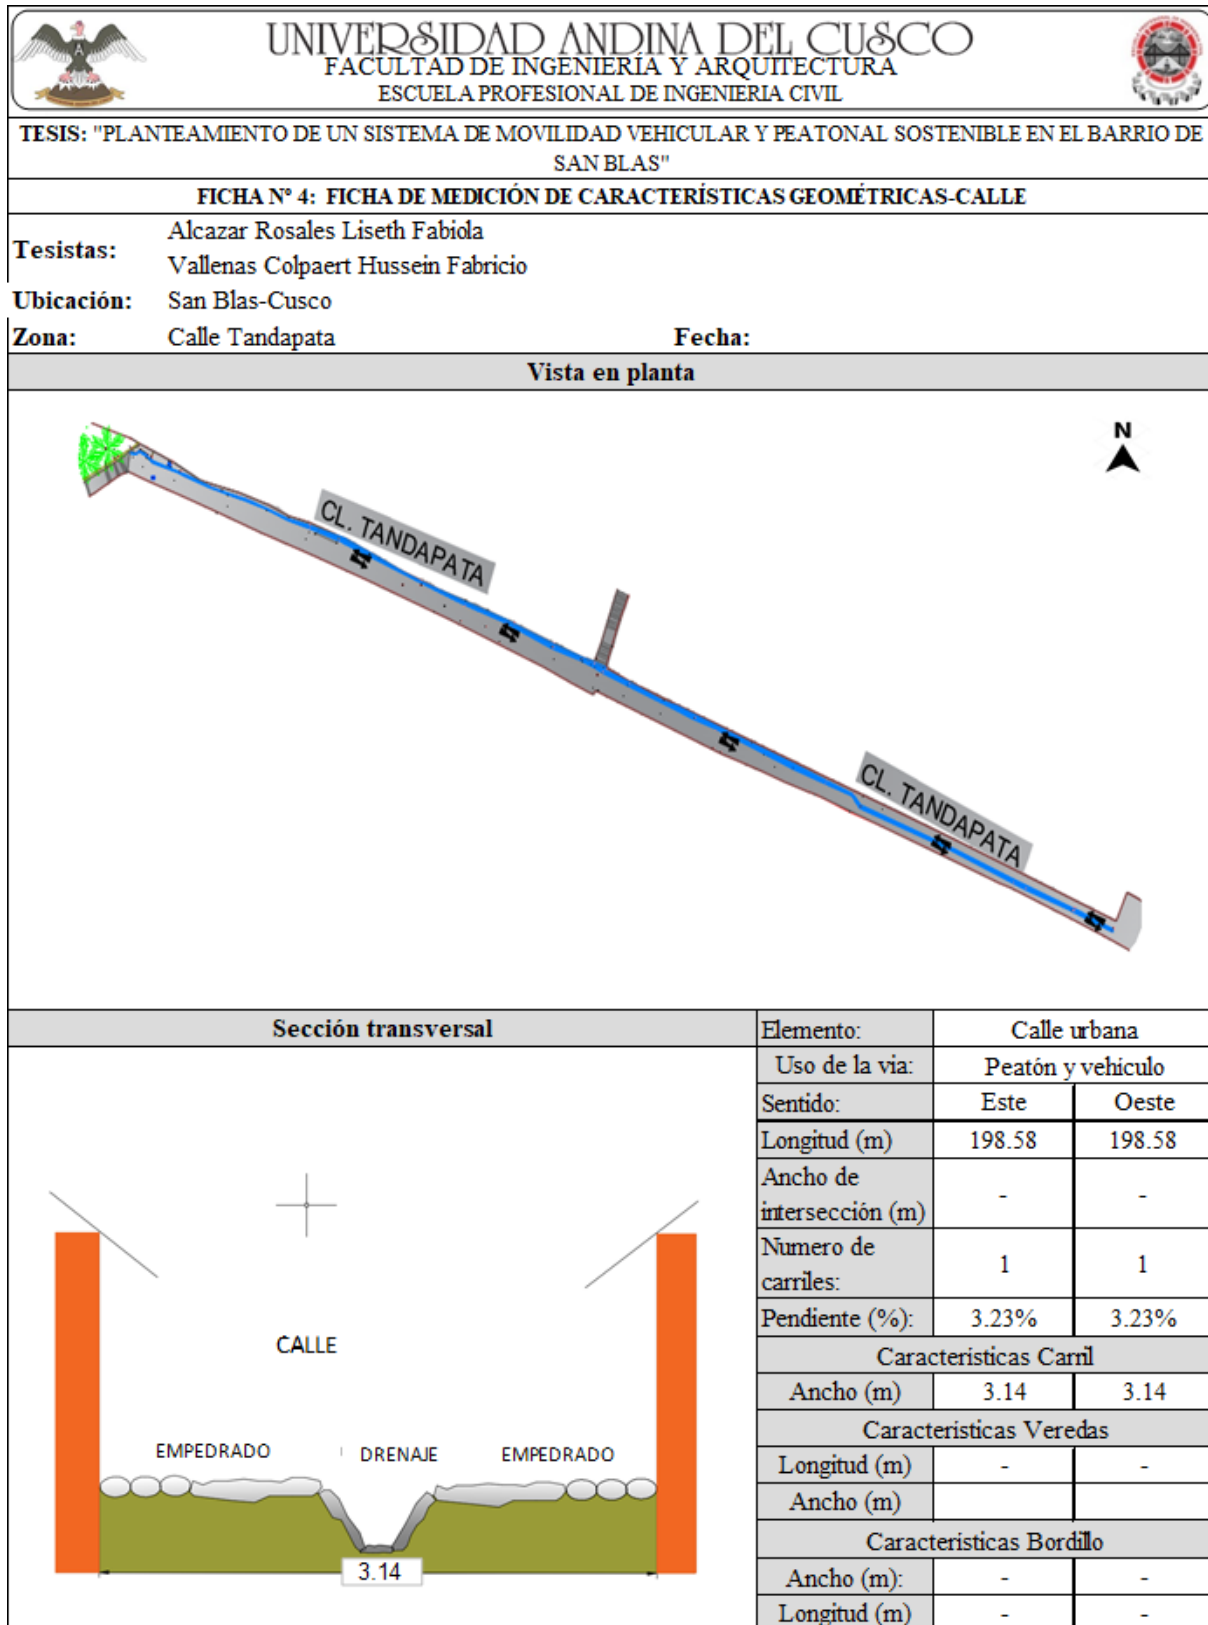 UNIVERSIDAD ANDINA DEL CUSCO
FACULTAD DE INGENIERÍA Y ARQUITECTURA
ESCUELA PROFESIONAL DE INGENIERIA CIVIL
TESIS: "PLANTEAMIENTO DE UN SISTEMA DE MOVILIDAD VEHICULAR Y PEATONAL SOSTENIBLE EN EL BARRIO DE
SAN BLAS"
FICHA Nº 4: FICHA DE MEDICIÓN DE CARACTERÍSTICAS GEOMÉTRICAS-CALLE
Tesistas: Alcazar Rosales Liseth Fabiola
Vallenas Colpaert Hussein Fabricio
Ubicación: San Blas-Cusco
Zona: Calle Tandapata Fecha:
Vista en planta
N
CL. TANDAPATA
CL. TANDAPATA
Sección transversal
CALLE
EMPEDRADO DRENAJE EMPEDRADO
3.14
Elemento: Calle urbana
Uso de la via: Peatón y vehículo
Sentido: Este Oeste
Longitud (m) 198.58 198.58
Ancho de
intersección (m) - -
Numero de
carriles: 1 1
Pendiente (%): 3.23% 3.23%
Caracteristicas Carril
Ancho (m) 3.14 3.14
Características Veredas
Longitud (m) - -
Ancho (m)
Caracteristicas Bordillo
Ancho (m): - -
Longitud (m) - -